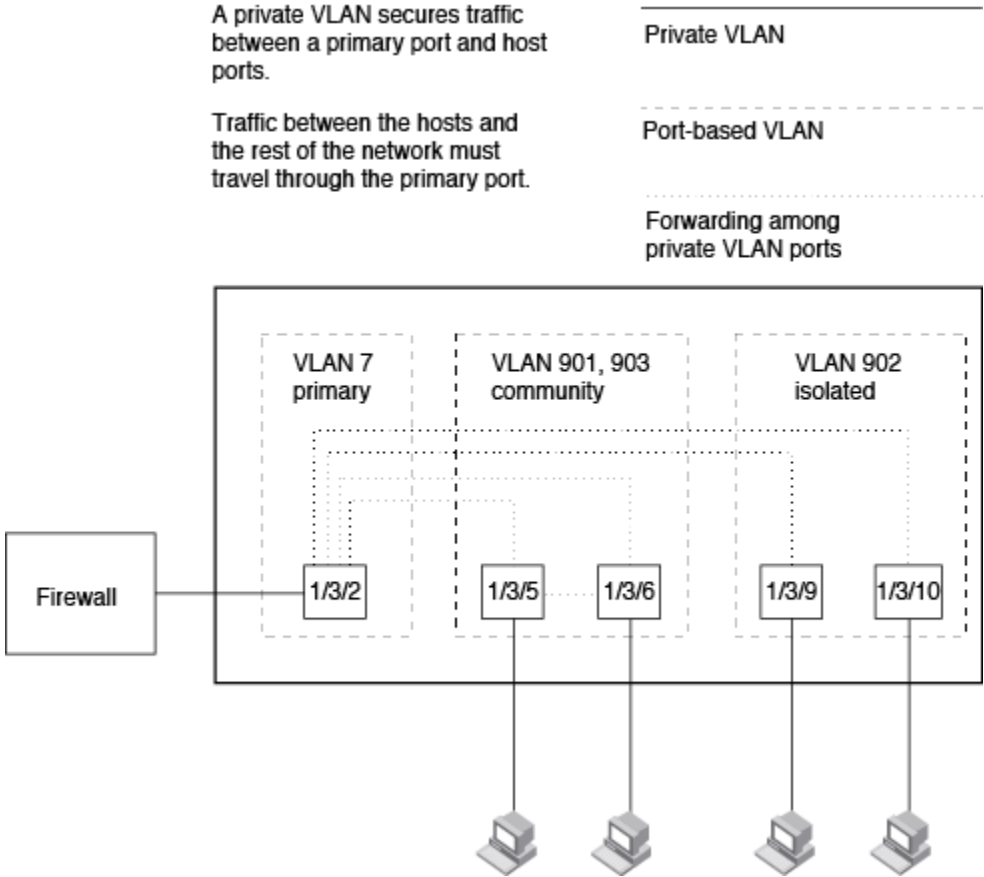 A private VLAN secures traffic
between a primary port and host
ports.
Traffic between the hosts and
the rest of the network must
travel through the primary port.
Private VLAN
Port-based VLAN
Forwarding among
private VLAN ports
VLAN 7
primary
VLAN 901, 903
community
VLAN 902
isolated
Firewall
1/3/2
1/3/5
1/3/6
1/3/9
1/3/10